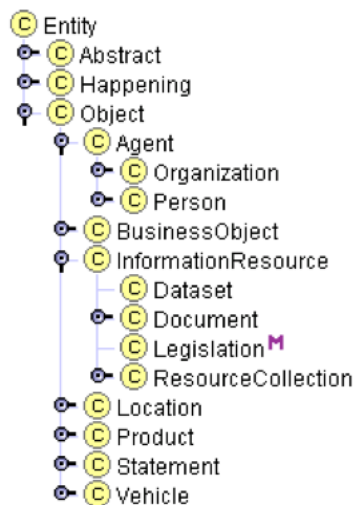 C Entity
C Abstract
C Happening
C Object
C Agent
C Organization
C Person
C BusinessObject
C InformationResource
C Dataset
C Document
C Legislation M
C ResourceCollection
C Location
C Product
C Statement
C Vehicle